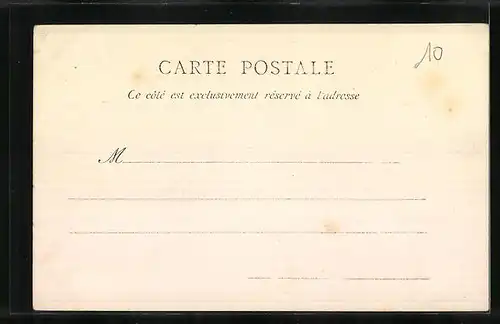 10
CARTE POSTALE
Ce côté est exclusivement réservé à l'adresse
M